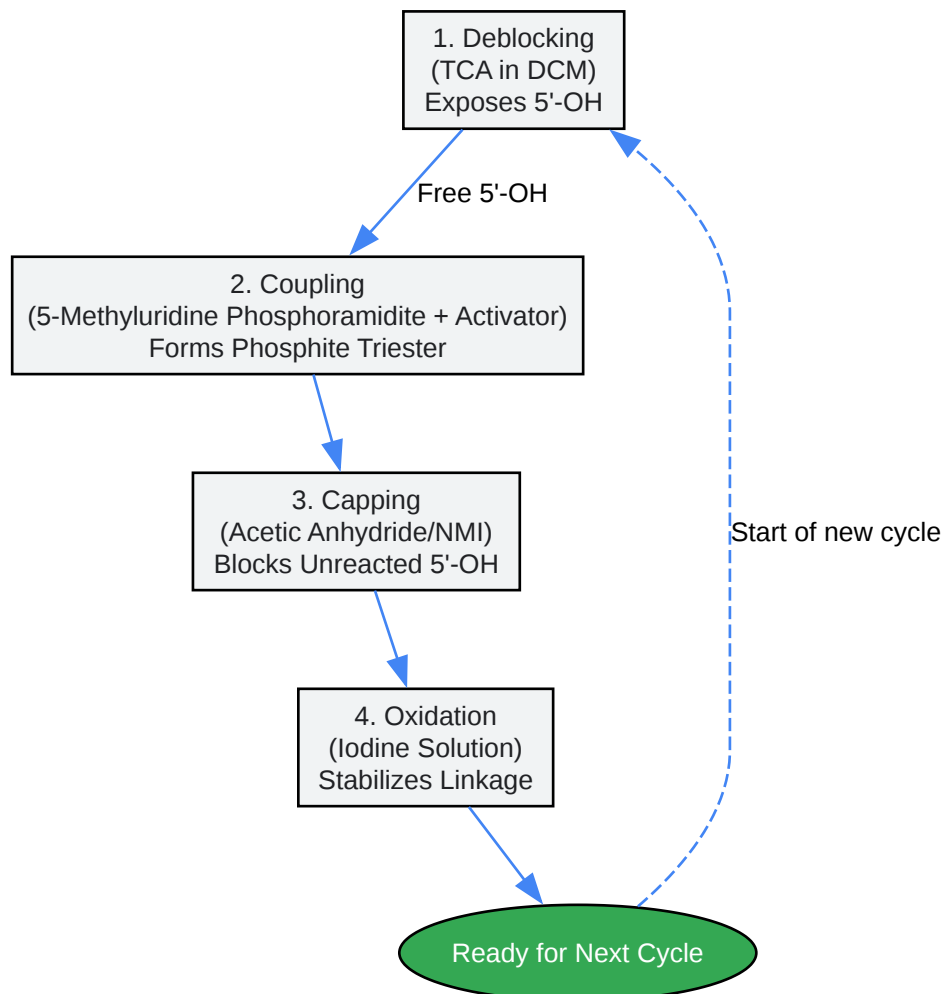 1. Deblocking
(TCA in DCM)
Exposes 5'-OH
Free 5'-OH
2. Coupling
(5-Methyluridine Phosphoramidite + Activator)
Forms Phosphite Triester
3. Capping
(Acetic Anhydride/NMI)
Blocks Unreacted 5'-OH
Start of new cycle
4. Oxidation
(Iodine Solution)
Stabilizes Linkage
Ready for Next Cycle